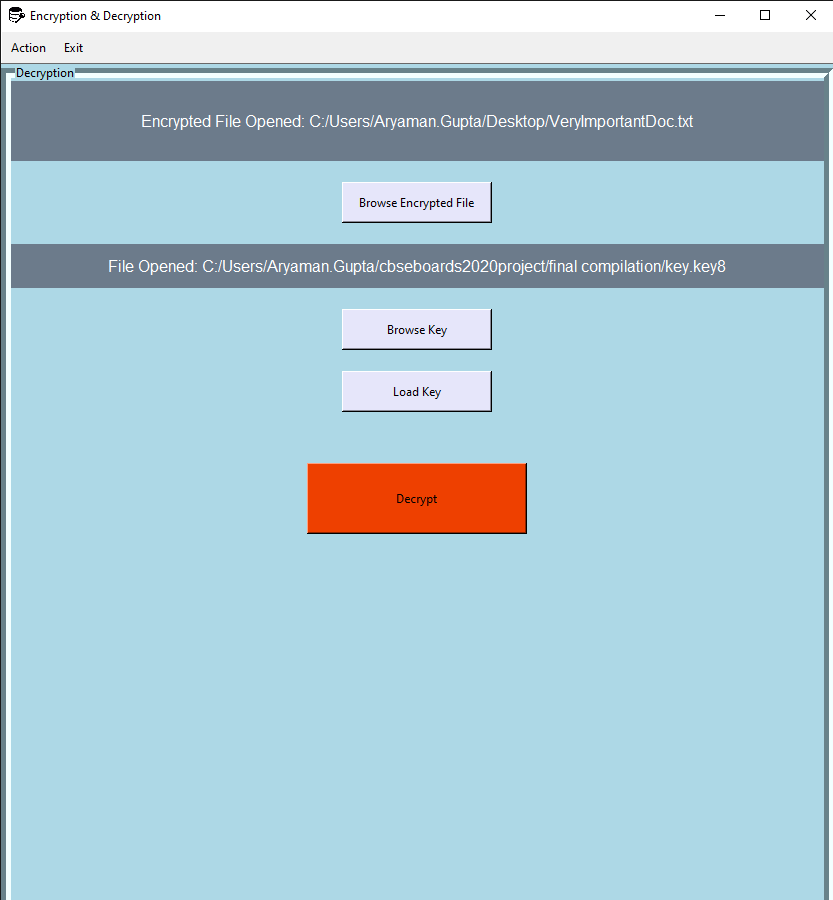 Encryption & Decryption
Action Exit
Decryption
Encrypted File Opened: C:/Users/Aryaman.Gupta/Desktop/VeryImportantDoc.txt
Browse Encrypted File
File Opened: C:/Users/Aryaman.Gupta/cbseboards2020project/final compilation/key.key8
Browse Key
Load Key
Decrypt